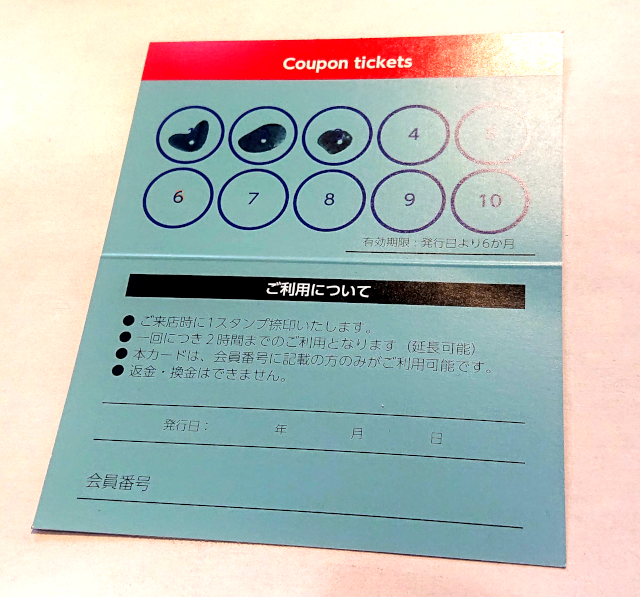 Coupon tickets
4 5
6 7 8 9 10
有効期限：発行日より6か月
ご利用について
● ご来店時に1スタンプ捺印いたします。
● 一回につき２時間までのご利用となります（延長可能）
● 本カードは、会員番号に記載の方のみがご利用可能です。
● 返金・換金はできません。
発行日： 年 月 日
会員番号